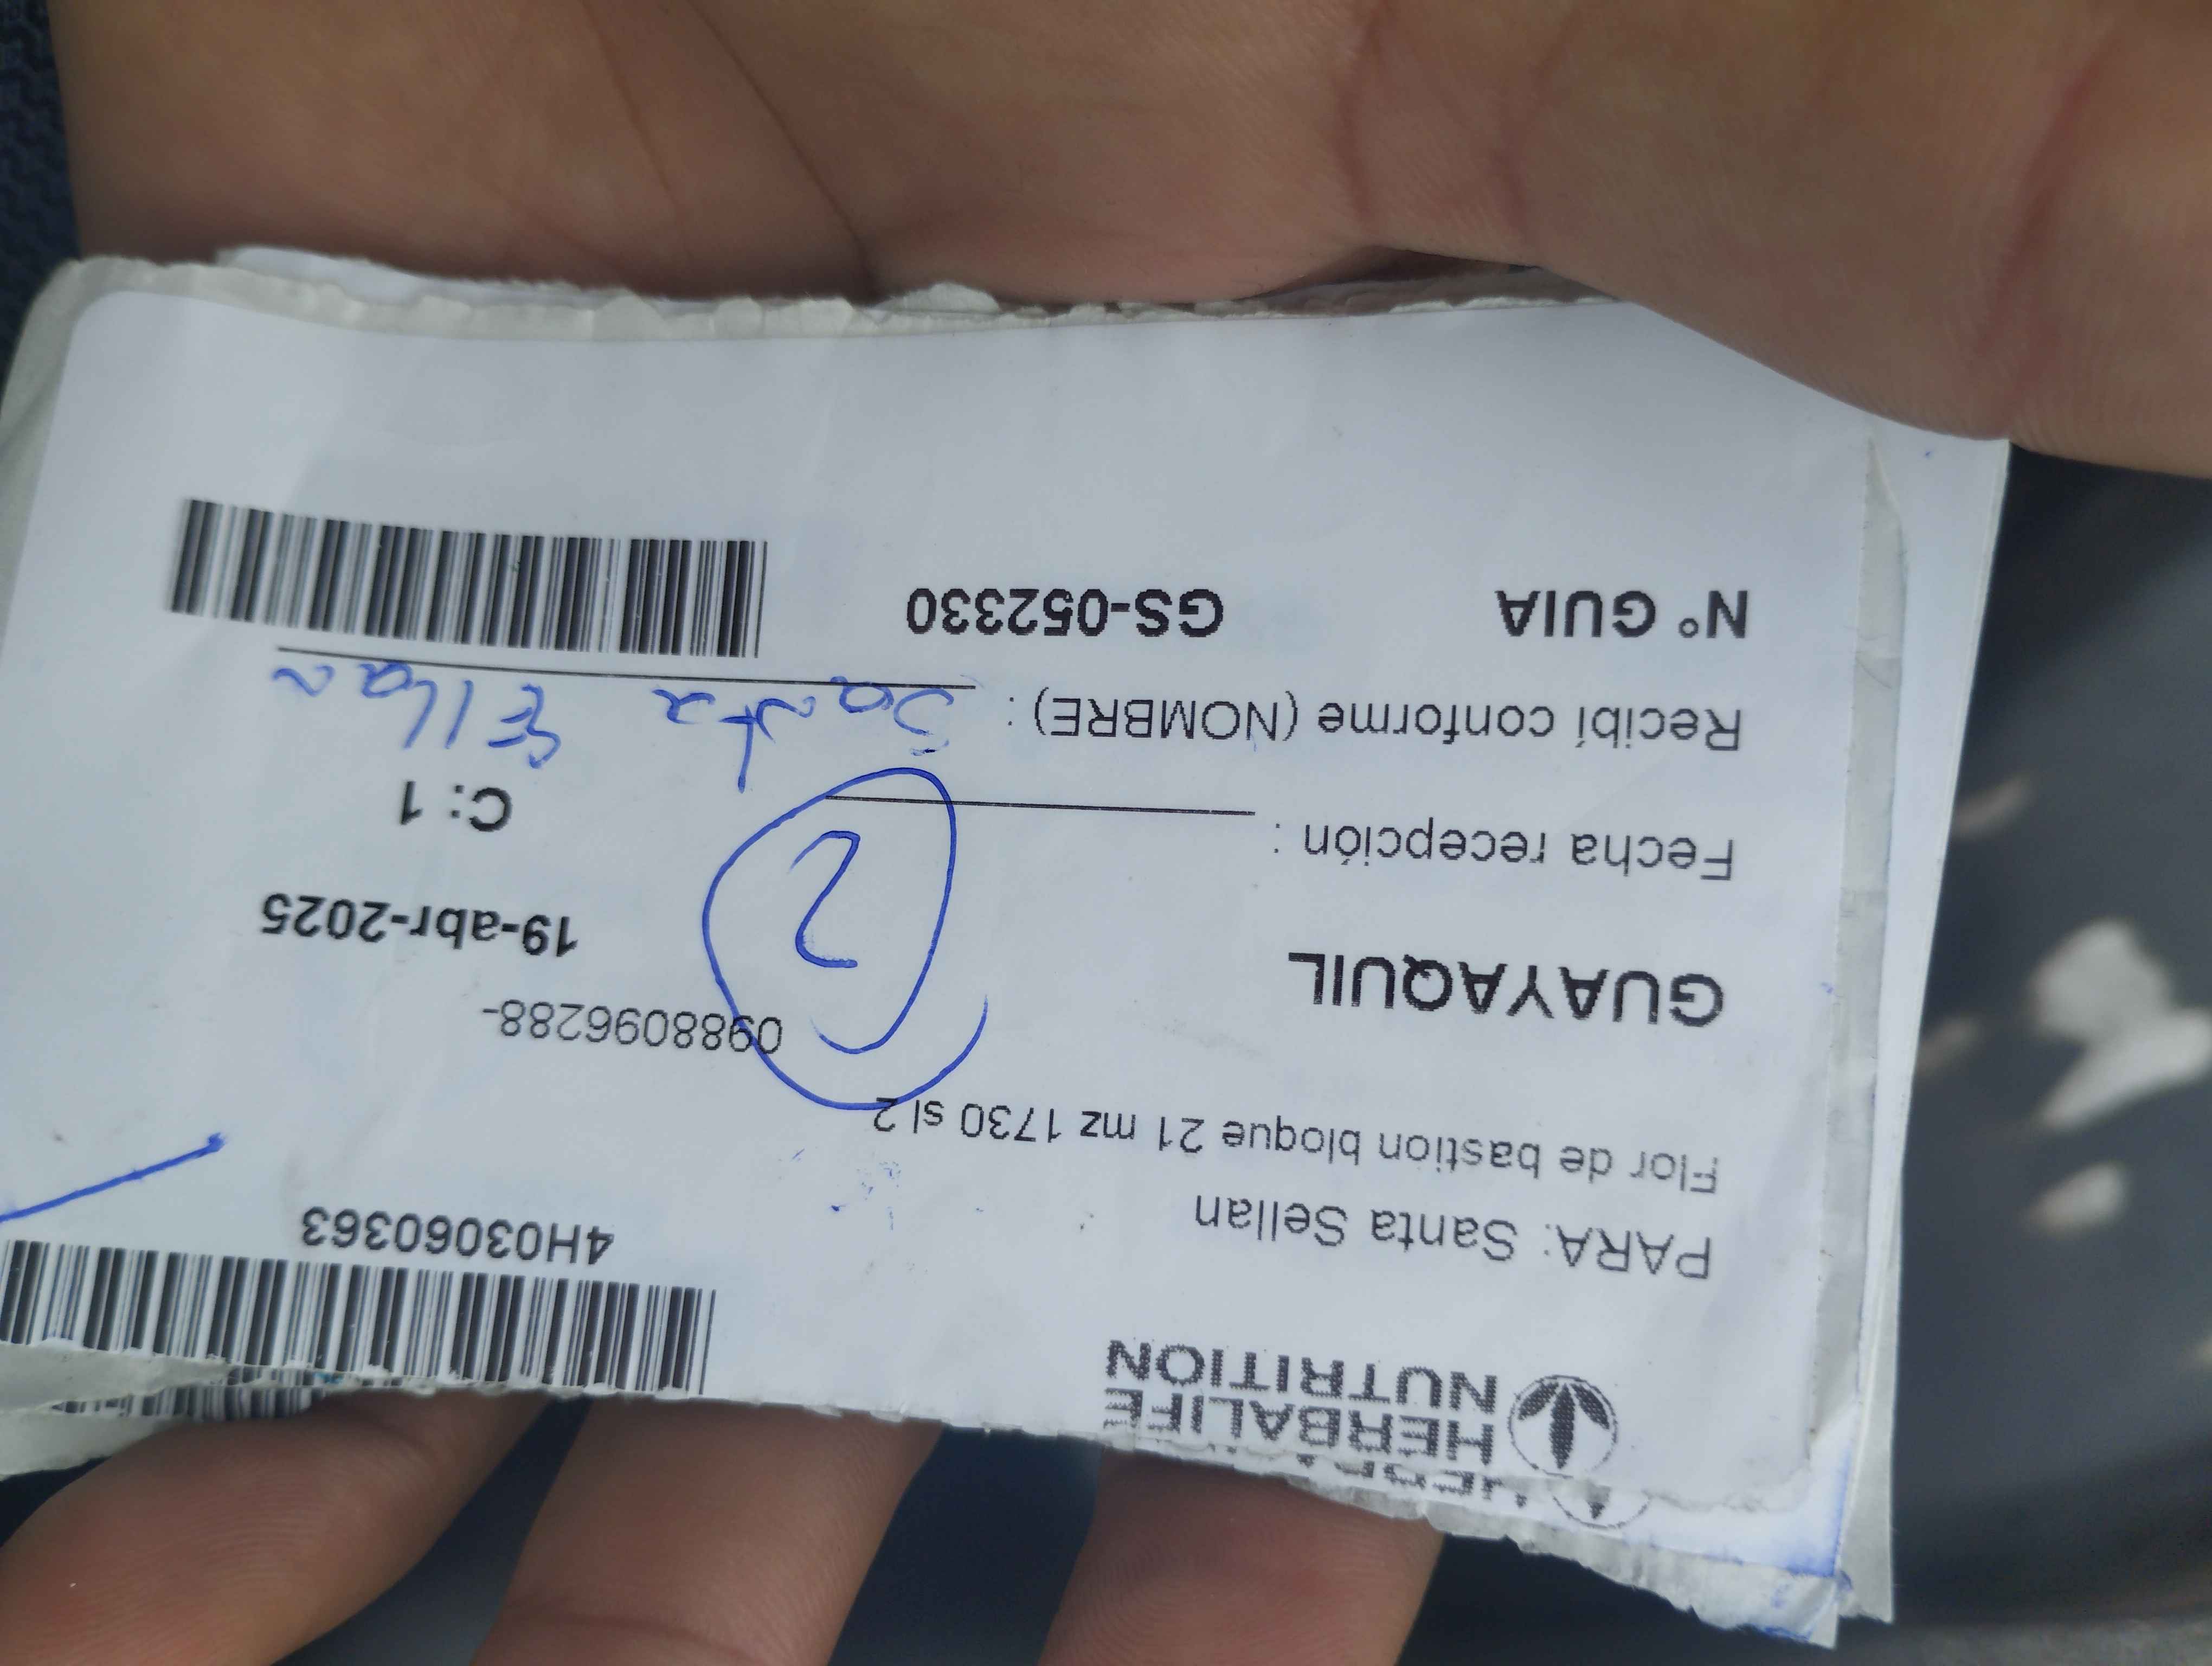 HERBALIFE
NUTRITION
4H03060363
PARA: Santa Sellan
Flor de bastion bloque 21 mz 1730 sl 2
0988096288-
GUAYAQUIL
19-abr-2025
2
Fecha recepción :
C: 1
Recibí conforme (NOMBRE) : Santa SEllan
N° GUIA
GS-052330